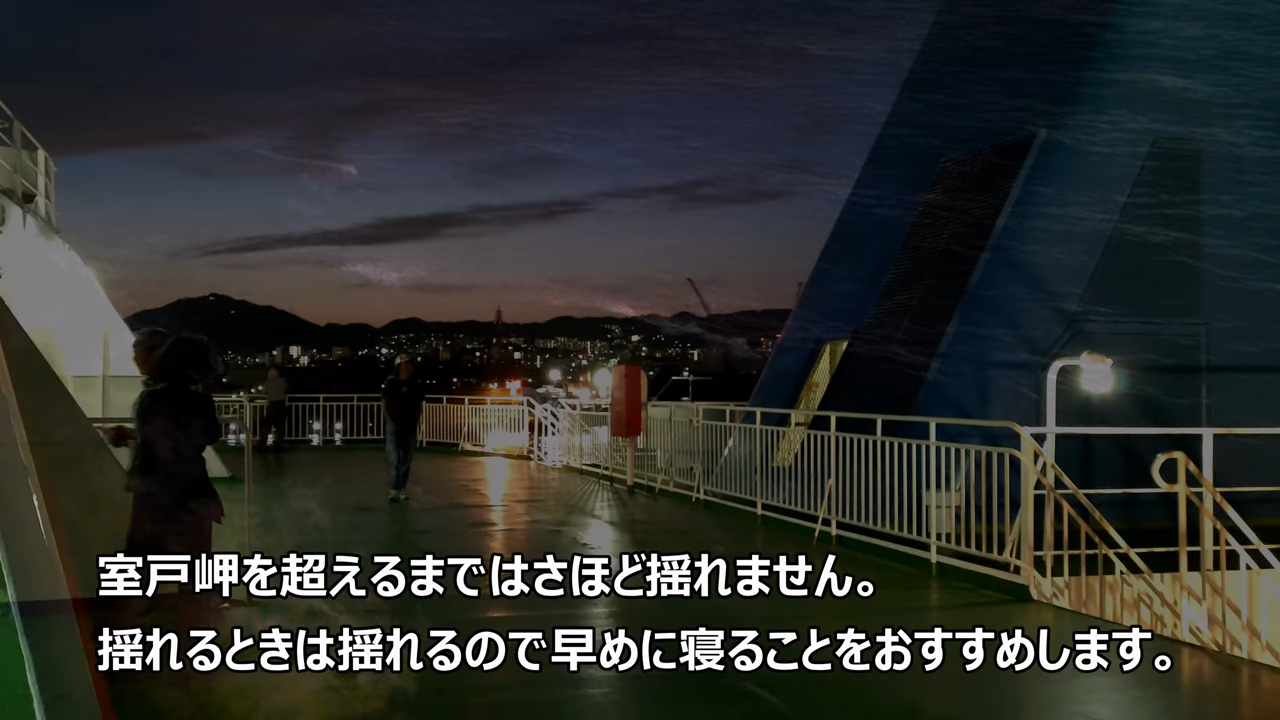 室戸岬を超えるまではさほど揺れません。
揺れるときは揺れるので早めに寝ることをおすすめします。